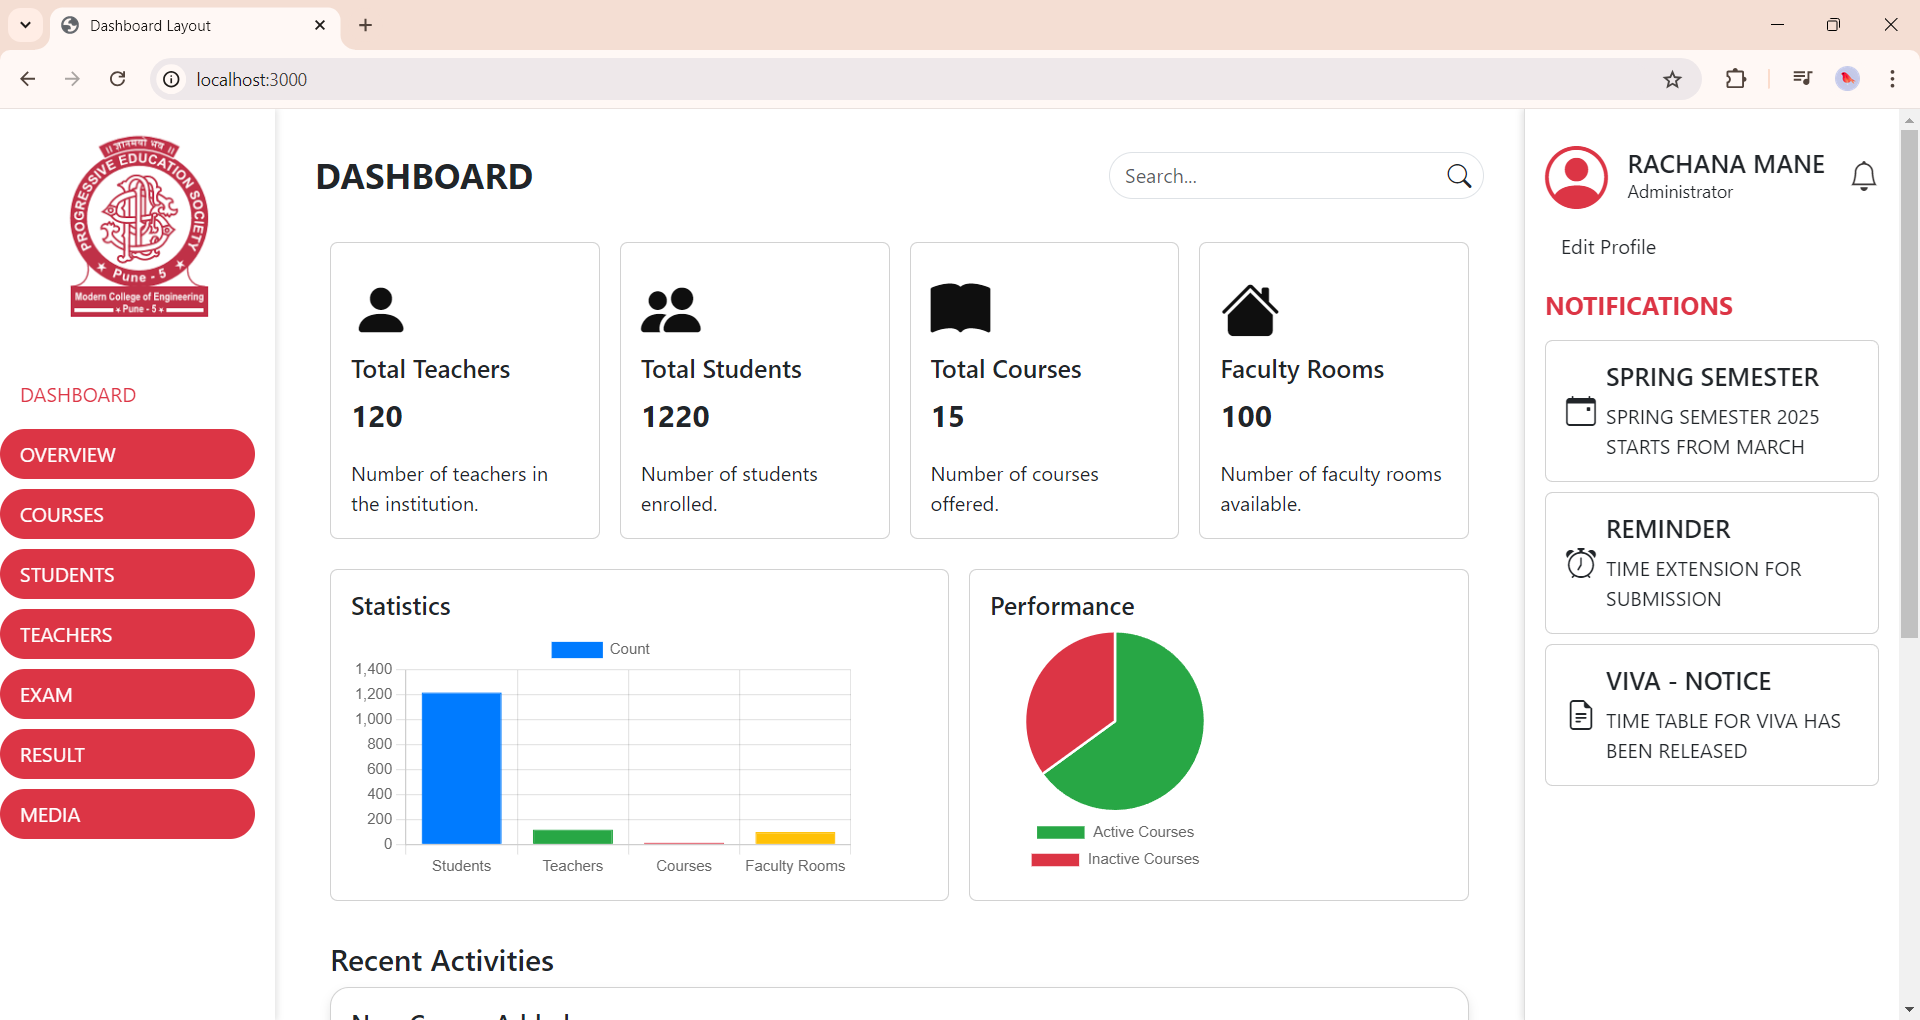 Dashboard Layout
localhost:3000
|| ज्ञानमयो भव ||
PROGRESSIVE EDUCATION SOCIETY
★ Pune - 5 ★
Modern College of Engineering
Pune - 5
DASHBOARD
OVERVIEW
COURSES
STUDENTS
TEACHERS
EXAM
RESULT
MEDIA
DASHBOARD
Search...
Total Teachers
120
Number of teachers in
the institution.
Total Students
1220
Number of students
enrolled.
Total Courses
15
Number of courses
offered.
Faculty Rooms
100
Number of faculty rooms
available.
Statistics
Count
1,400
1,200
1,000
800
600
400
200
0
Students Teachers Courses Faculty Rooms
Performance
Active Courses
Inactive Courses
Recent Activities
RACHANA MANE
Administrator
Edit Profile
NOTIFICATIONS
SPRING SEMESTER
SPRING SEMESTER 2025
STARTS FROM MARCH
REMINDER
TIME EXTENSION FOR
SUBMISSION
VIVA - NOTICE
TIME TABLE FOR VIVA HAS
BEEN RELEASED